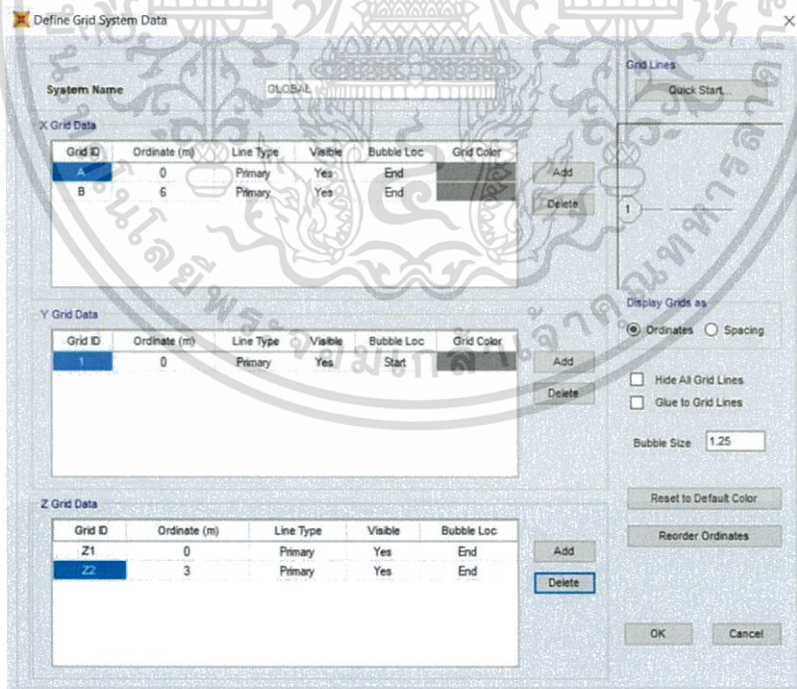 Define Grid System Data
System Name GLOBAL
X Grid Data
Grid ID Ordinate (m) Line Type Visible Bubble Loc Grid Color
A 0 Primary Yes End
B 6 Primary Yes End
Add
Delete
Y Grid Data
Grid ID Ordinate (m) Line Type Visible Bubble Loc Grid Color
1 0 Primary Yes Start
Add
Delete
Z Grid Data
Grid ID Ordinate (m) Line Type Visible Bubble Loc
Z1 0 Primary Yes End
Z2 3 Primary Yes End
Add
Delete
Grid Lines
Quick Start...
1
Display Grids as
Ordinates Spacing
Hide All Grid Lines
Glue to Grid Lines
Bubble Size 1.25
Reset to Default Color
Reorder Ordinates
OK Cancel